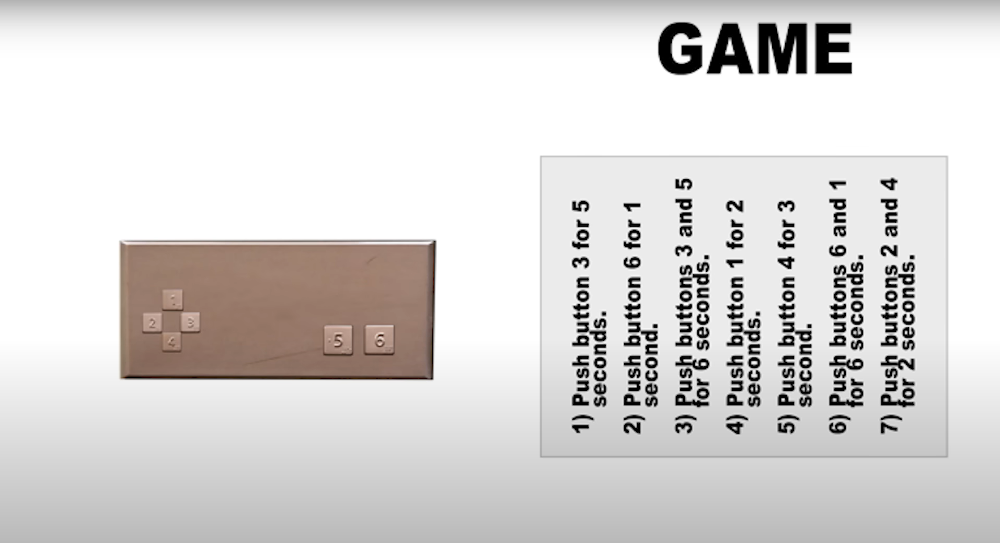 GAME
1
2
3
4
5
6
1) Push button 3 for 5
seconds.
2) Push button 6 for 1
second.
3) Push buttons 3 and 5
for 6 seconds.
4) Push button 1 for 2
seconds.
5) Push button 4 for 3
second.
6) Push buttons 6 and 1
for 6 seconds.
7) Push buttons 2 and 4
for 2 seconds.